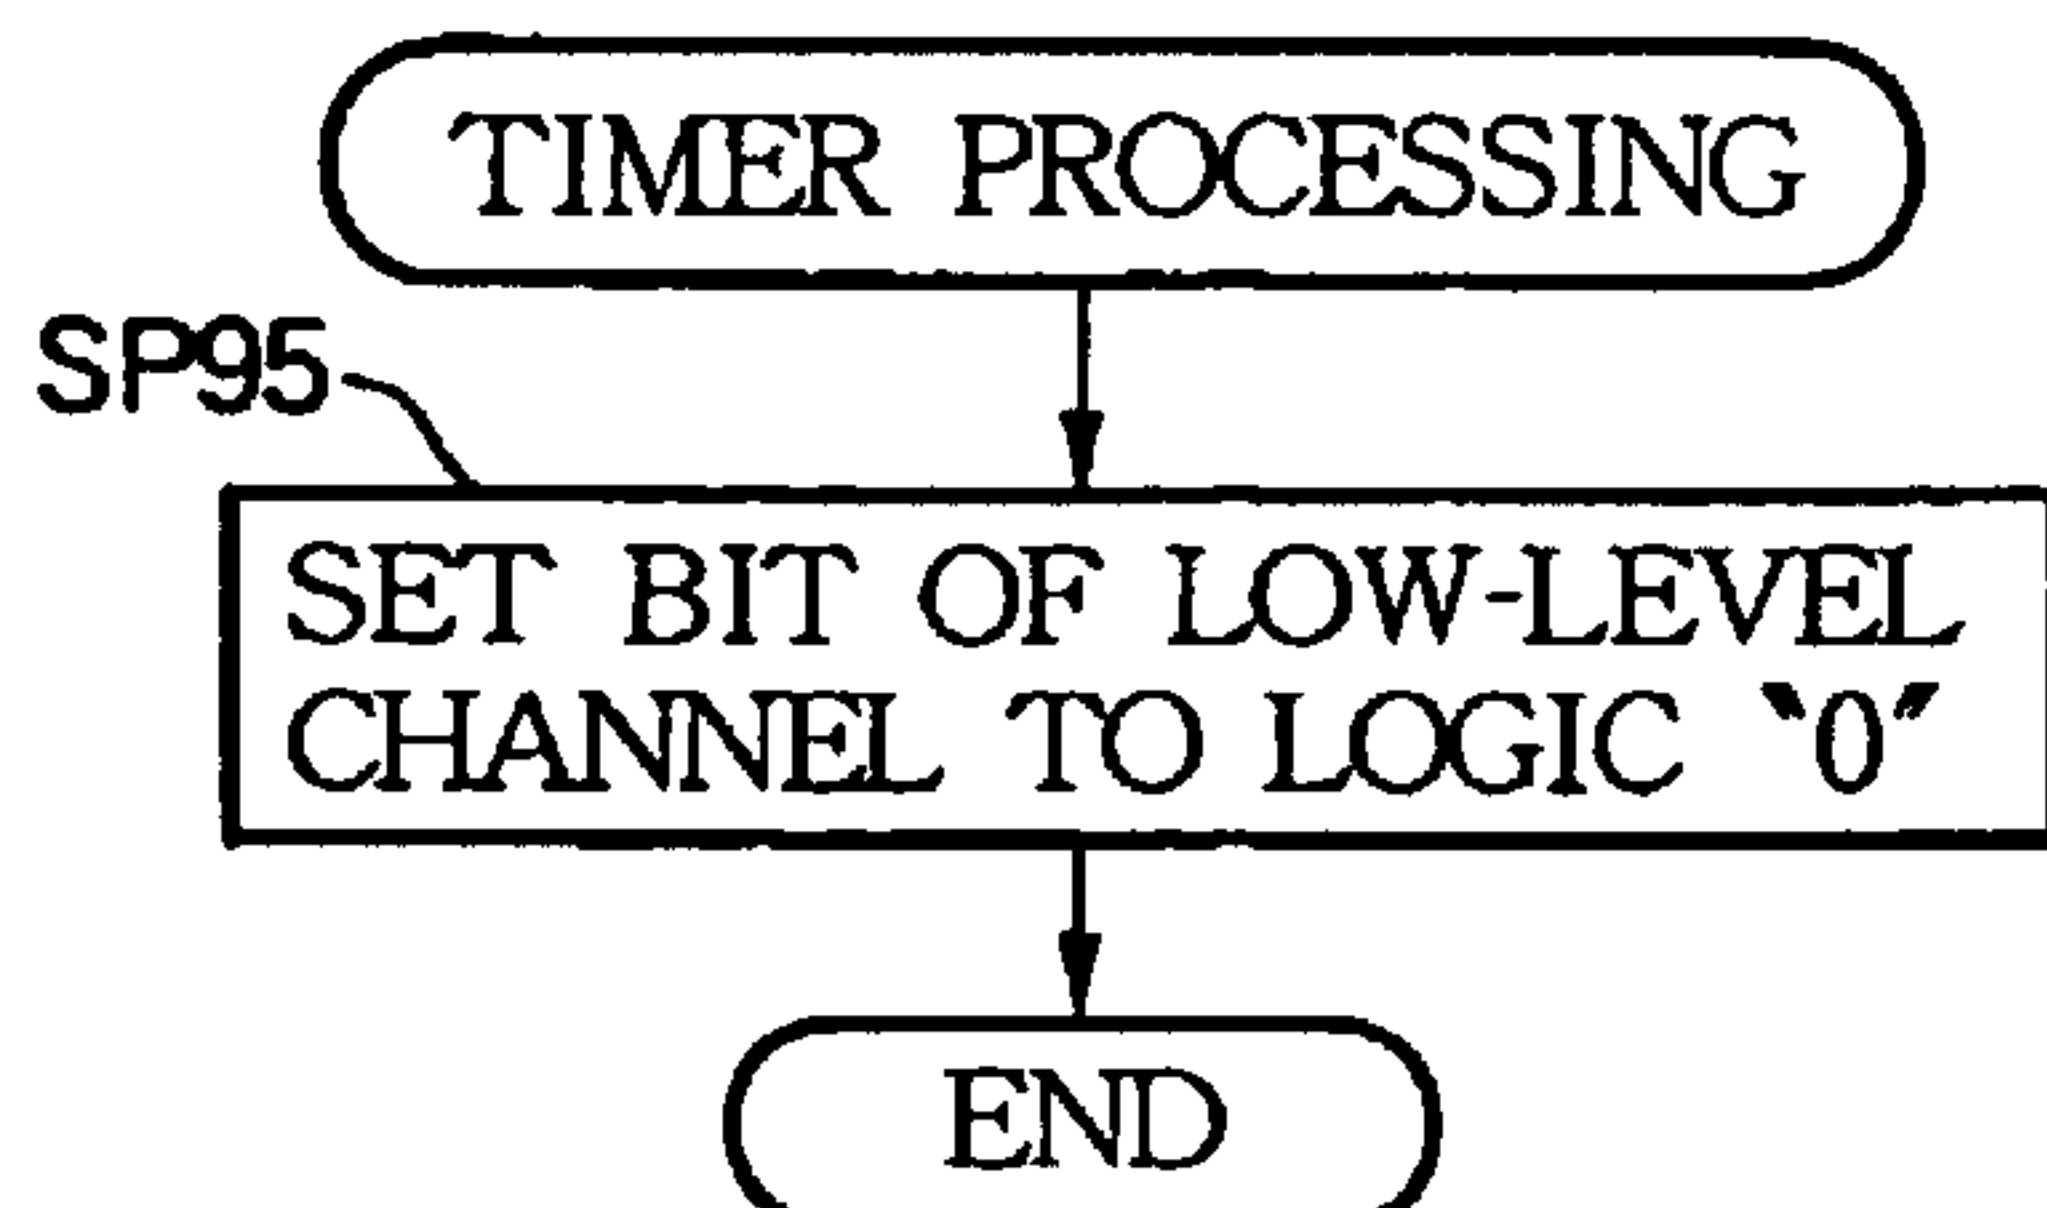 TIMER PROCESSING
SP95
SET BIT OF LOW-LEVEL
CHANNEL TO LOGIC "0"
END